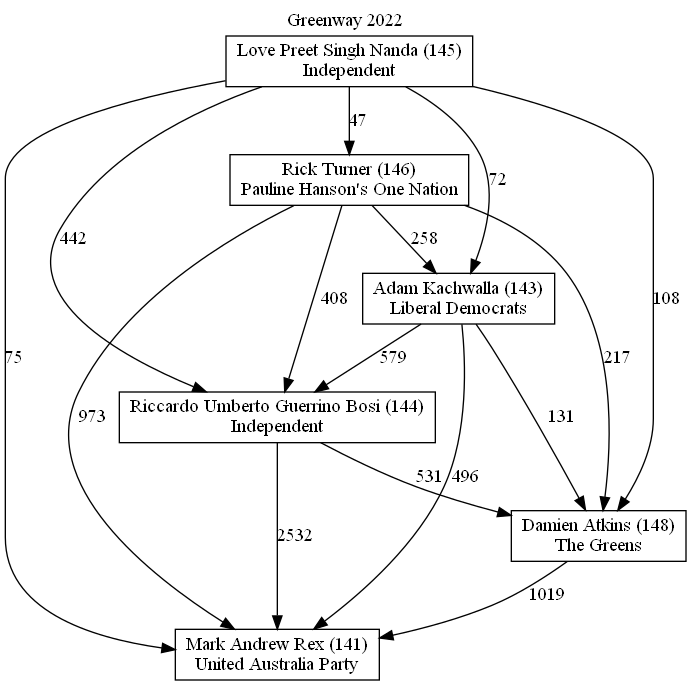 Greenway 2022
Love Preet Singh Nanda (145)
Independent
47
Rick Turner (146)
Pauline Hanson's One Nation
72
442
258
Adam Kachwalla (143)
Liberal Democrats
408
108
75
579
217
Riccardo Umberto Guerrino Bosi (144)
Independent
973
131
531
496
2532
Damien Atkins (148)
The Greens
1019
Mark Andrew Rex (141)
United Australia Party